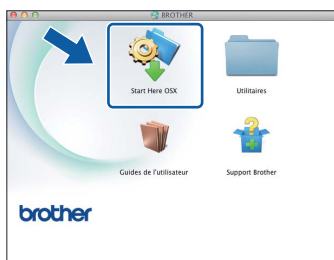 BROTHER
Start Here OSX
Utilitaires
Guides de l'utilisateur
Support Brother
brother